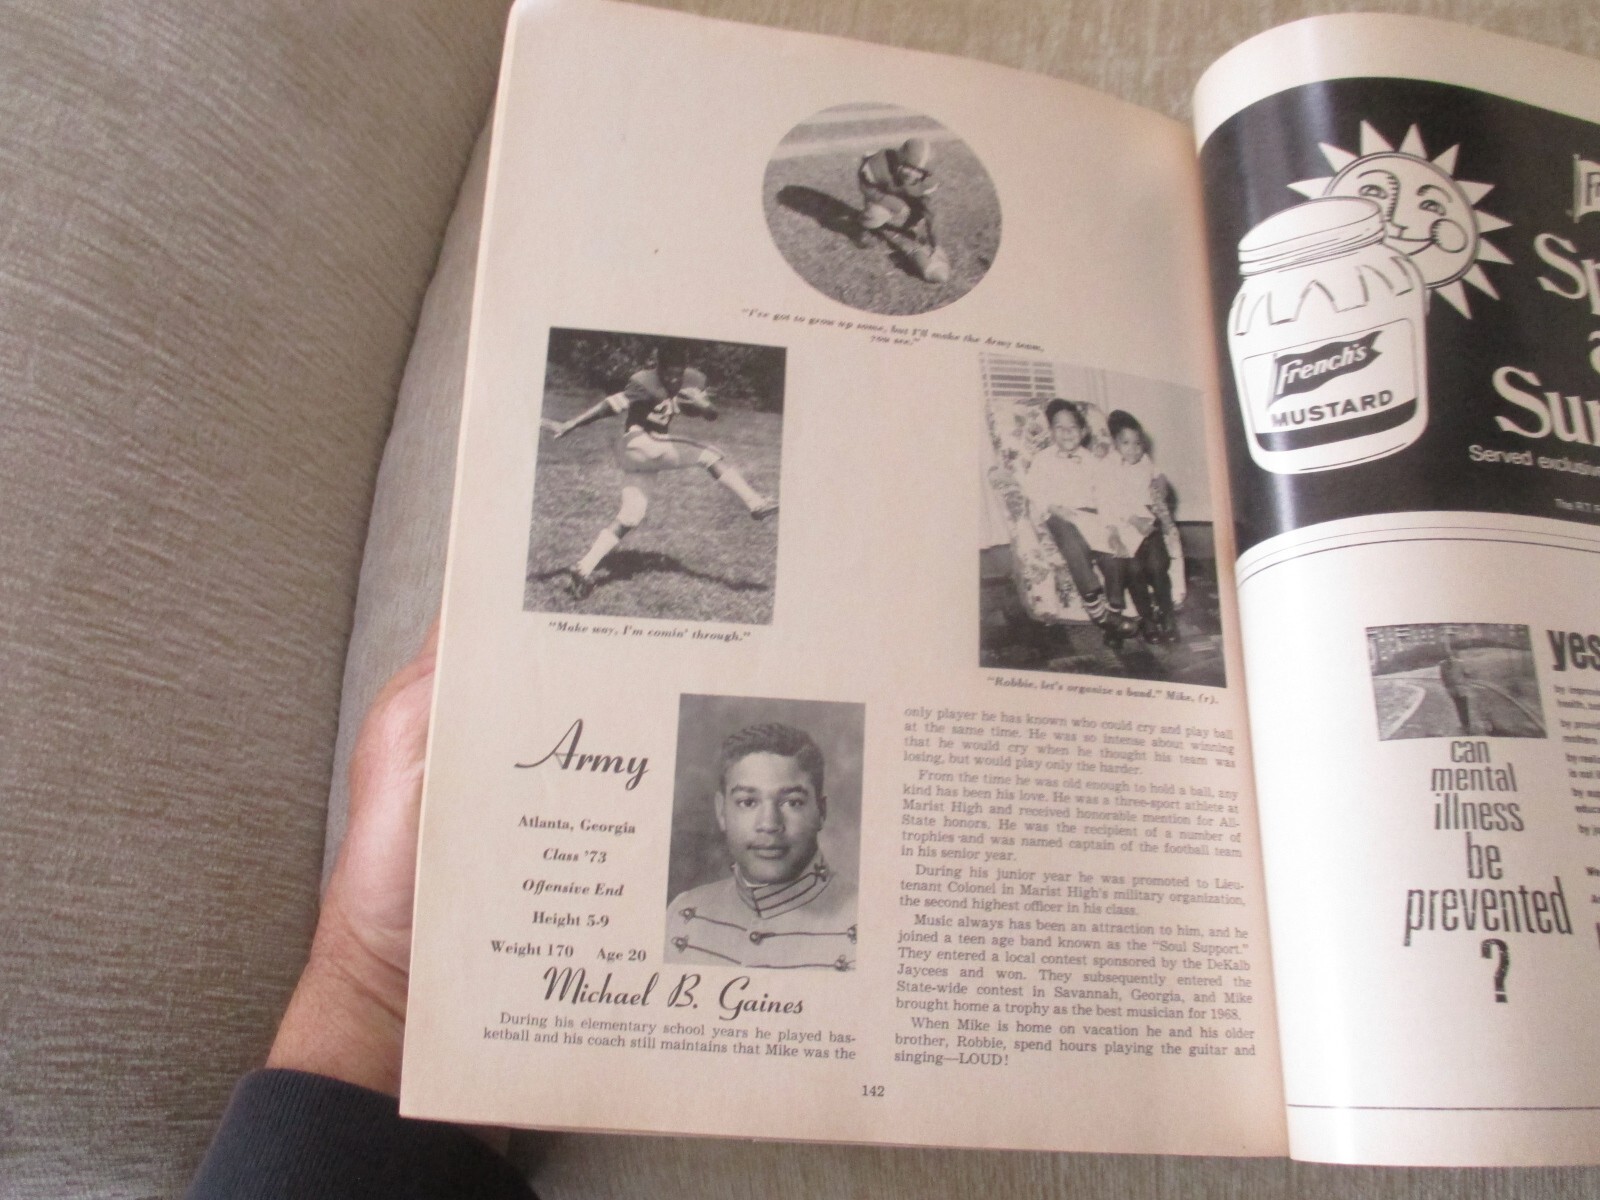 "I've got to grow up some, but I'll make the Army team,
you see."
"Make way, I'm comin' through."
"Robbie, let's organize a band." Mike, (r).
Army
Atlanta, Georgia
Class '73
Offensive End
Height 5-9
Weight 170 Age 20
Michael B. Gaines
During his elementary school years he played bas-
ketball and his coach still maintains that Mike was the
only player he has known who could cry and play ball
at the same time. He was so intense about winning
that he would cry when he thought his team was
losing, but would play only the harder.
From the time he was old enough to hold a ball, any
kind has been his love. He was a three-sport athlete at
Marist High and received honorable mention for All-
State honors. He was the recipient of a number of
trophies and was named captain of the football team
in his senior year.
During his junior year he was promoted to Lieu-
tenant Colonel in Marist High's military organization,
the second highest officer in his class.
Music always has been an attraction to him, and he
joined a teen age band known as the "Soul Support."
They entered a local contest sponsored by the DeKalb
Jaycees and won. They subsequently entered the
State-wide contest in Savannah, Georgia, and Mike
brought home a trophy as the best musician for 1968.
When Mike is home on vacation he and his older
brother, Robbie, spend hours playing the guitar and
singing—LOUD!
142
French's
MUSTARD
Served
yes
can
mental
illness
be
prevented
?